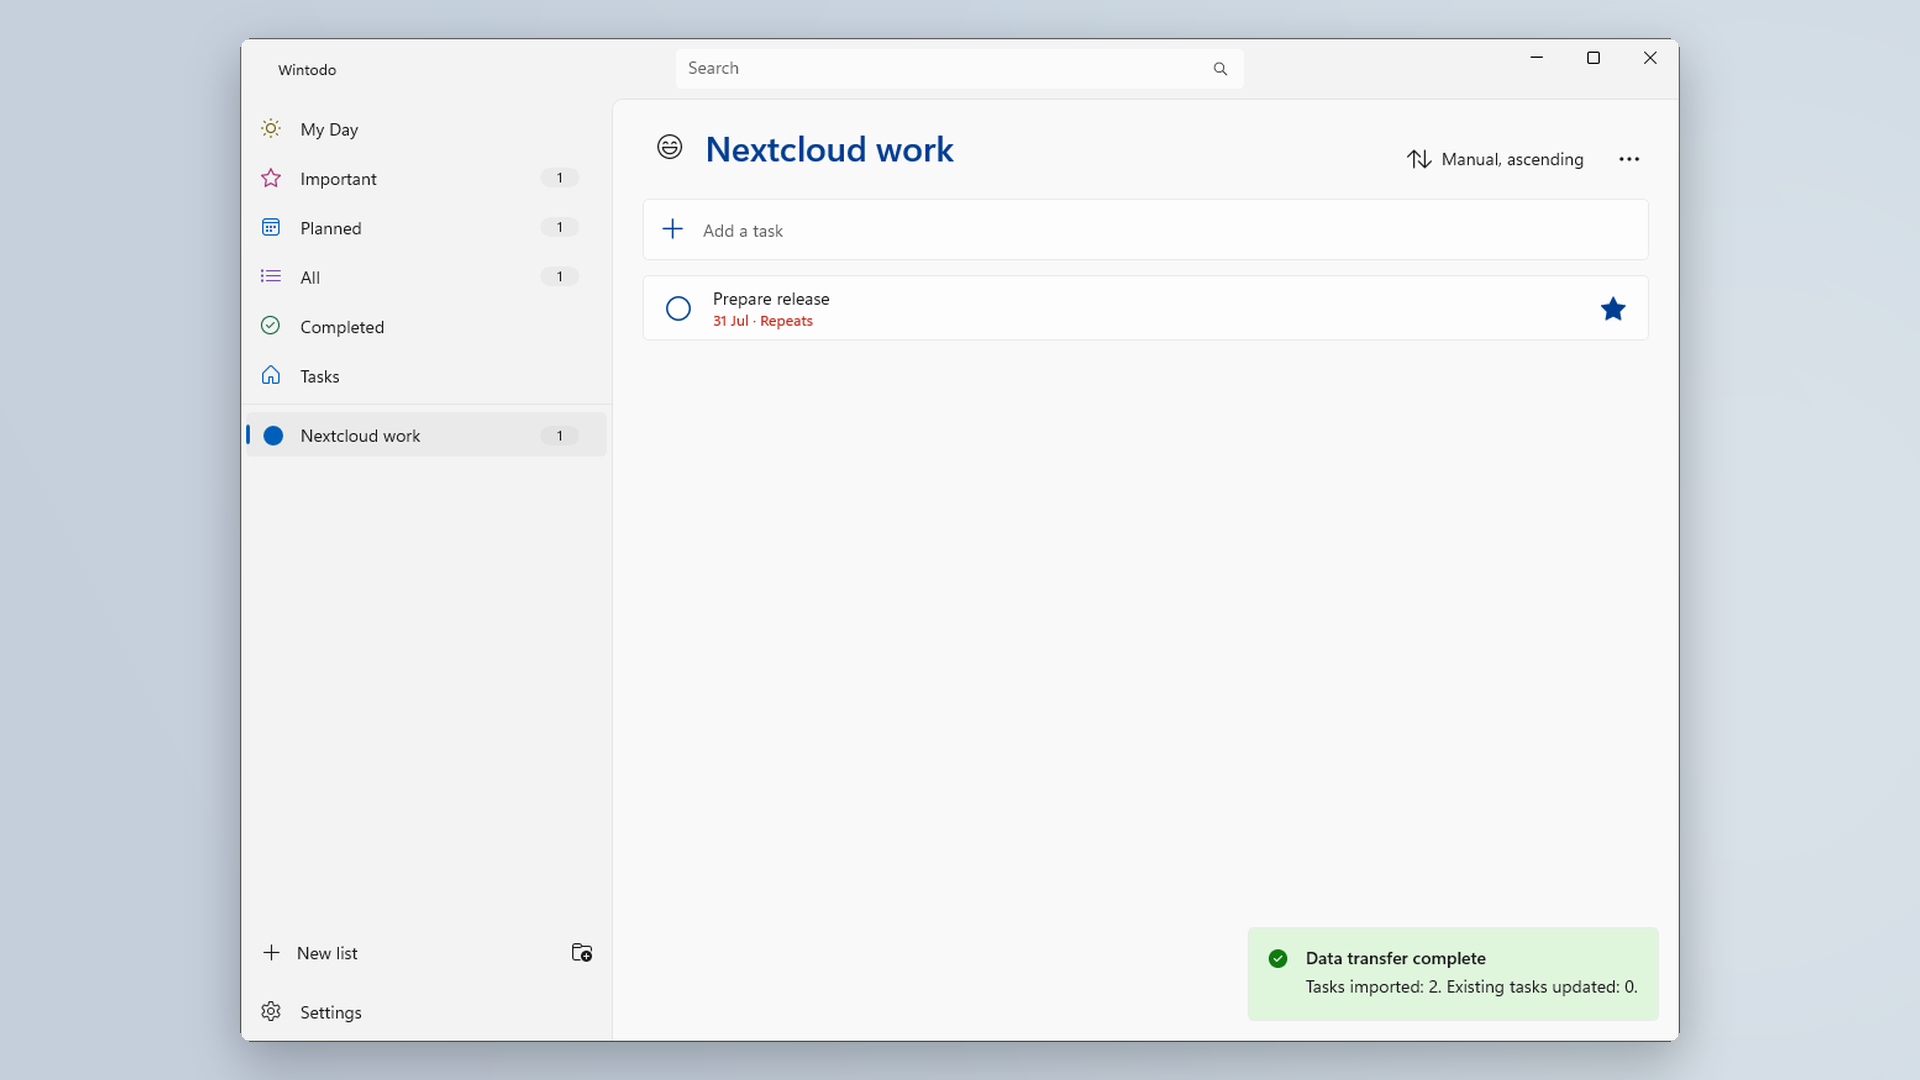 Wintodo
Search
My Day
Important 1
Planned 1
All 1
Completed
Tasks
Nextcloud work 1
New list
Settings
Nextcloud work
Manual, ascending
Add a task
Prepare release
31 Jul · Repeats
Data transfer complete
Tasks imported: 2. Existing tasks updated: 0.